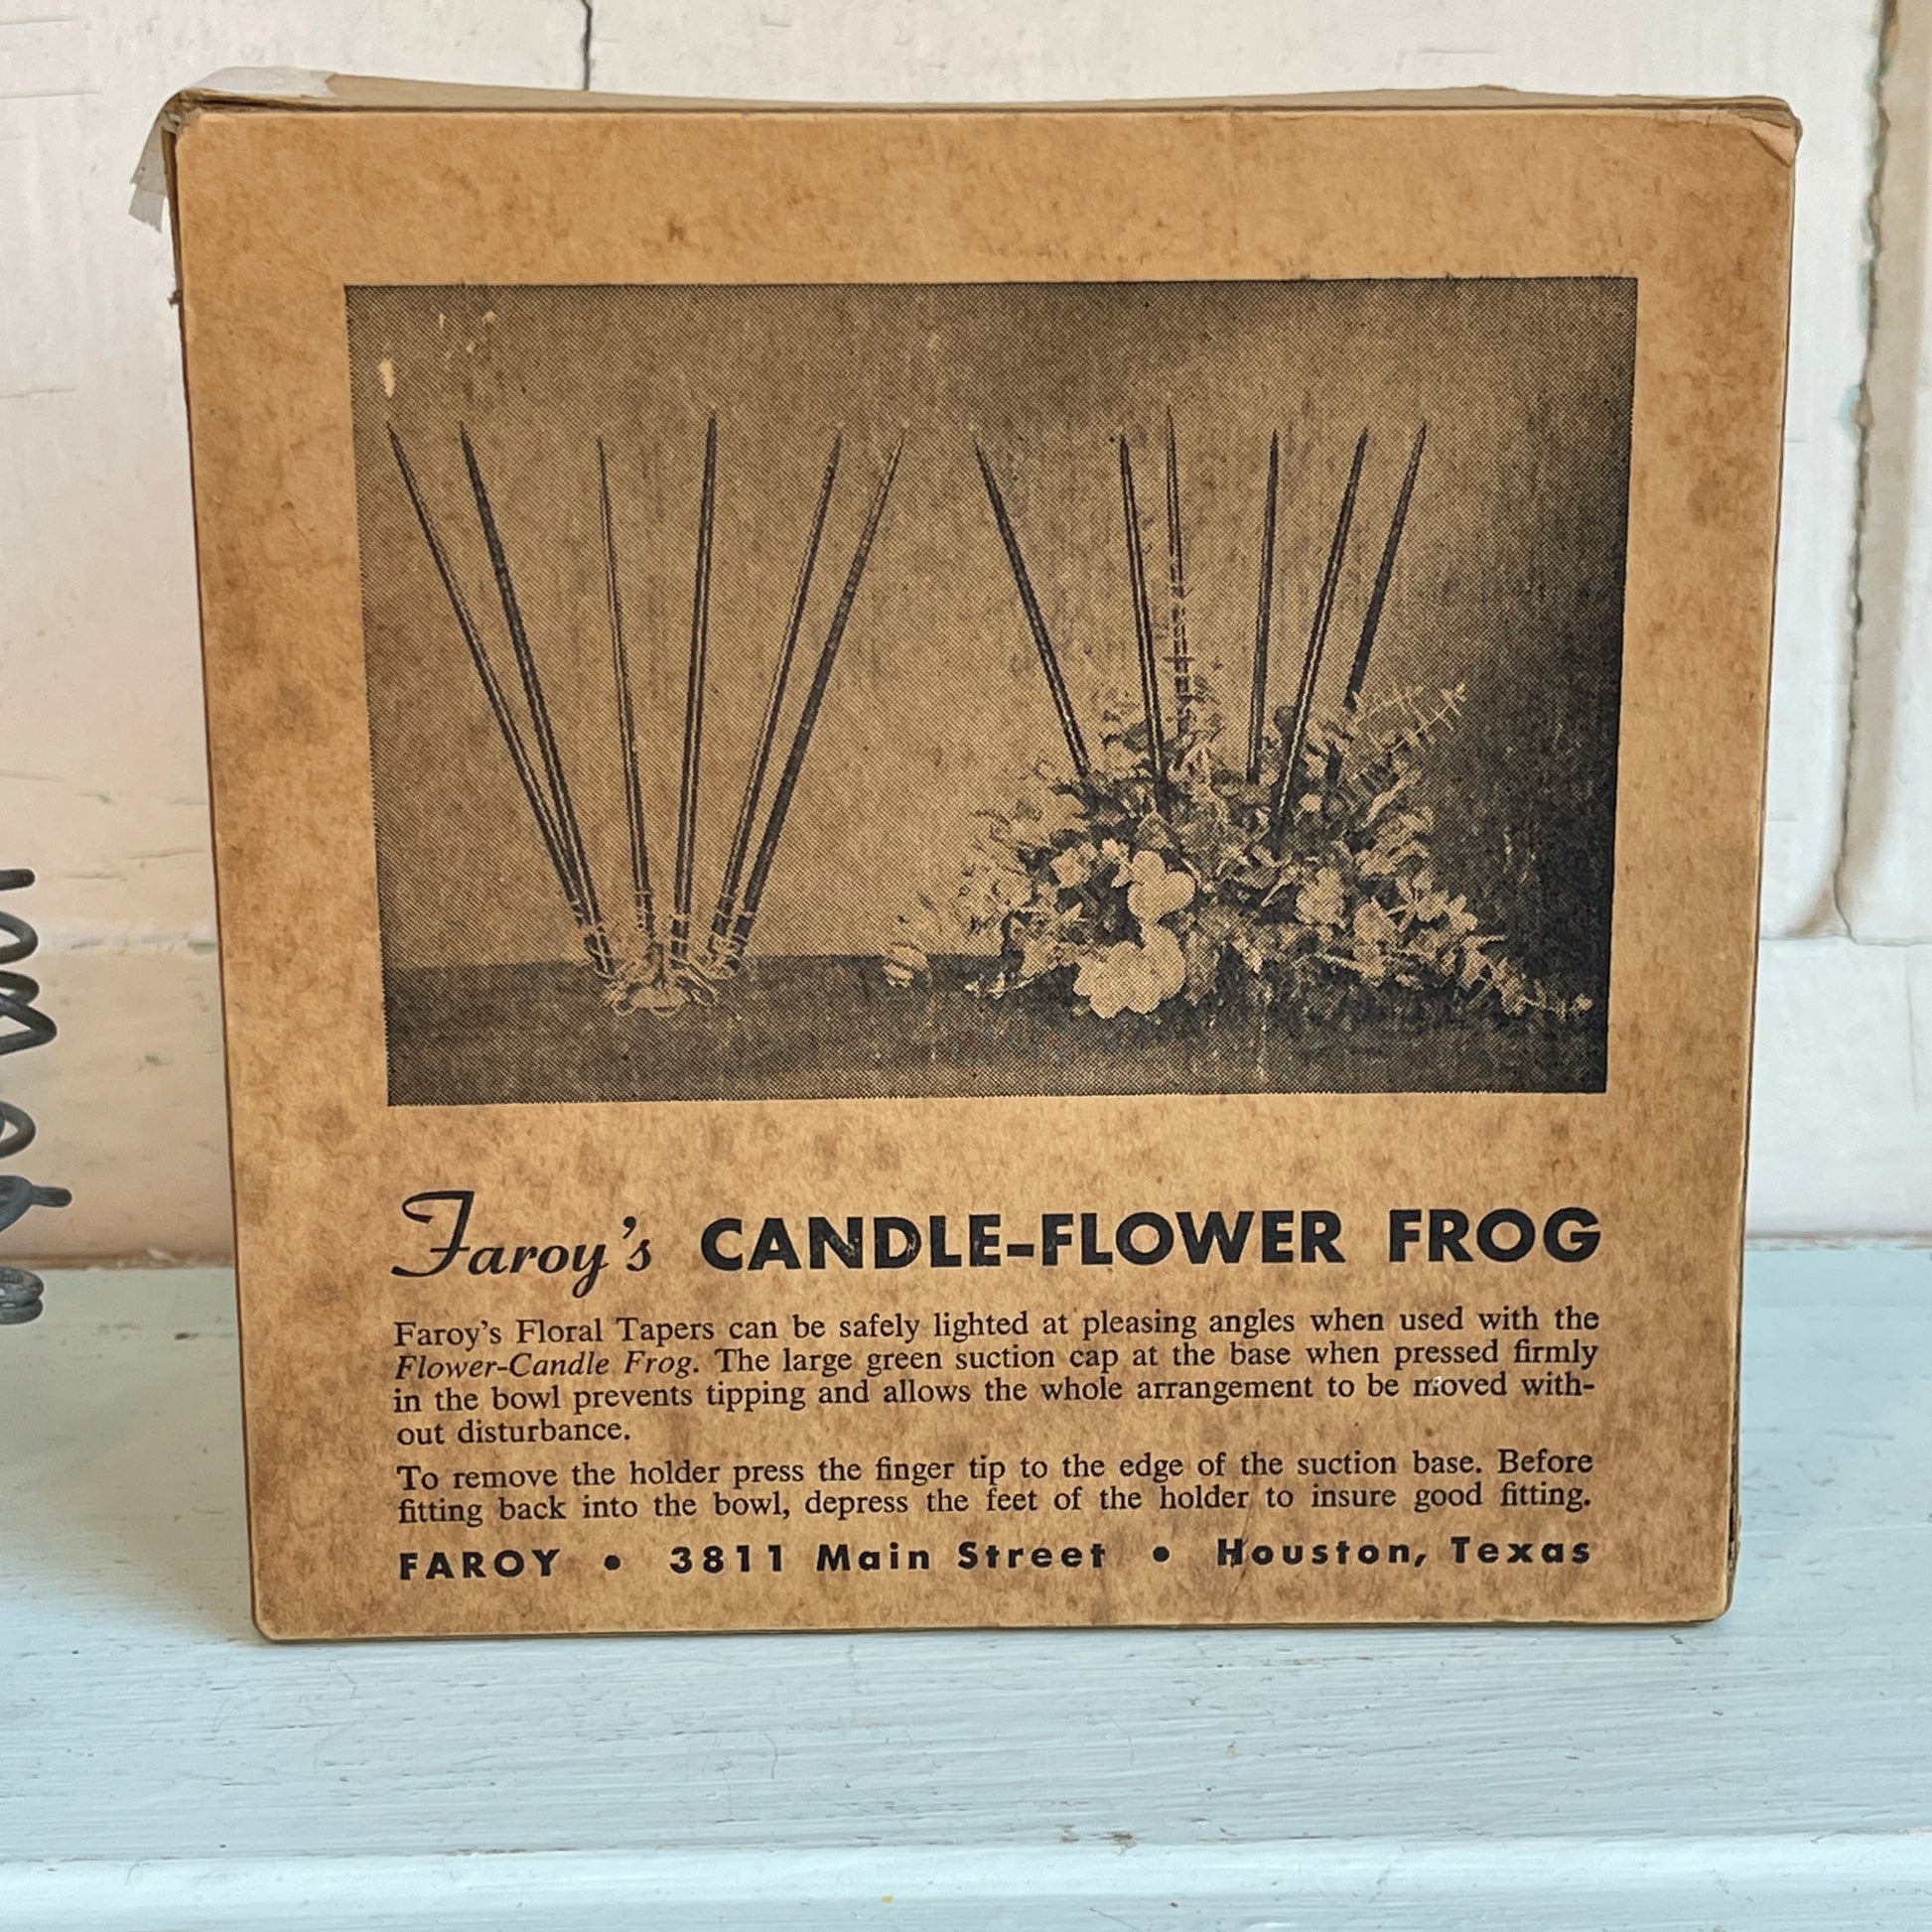 Faroy's CANDLE-FLOWER FROG
Faroy's Floral Tapers can be safely lighted at pleasing angles when used with the
Flower-Candle Frog. The large green suction cap at the base when pressed firmly
in the bowl prevents tipping and allows the whole arrangement to be moved with-
out disturbance.
To remove the holder press the finger tip to the edge of the suction base. Before
fitting back into the bowl, depress the feet of the holder to insure good fitting.
FAROY • 3811 Main Street • Houston, Texas